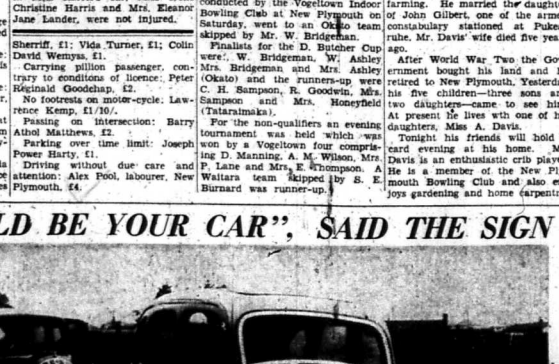 Christine Harris and Mrs. Eleanor
Jane Lander, were not injured.
Sherriff, £1; Vida Turner, £1; Colin
David Wemyss, £1.
Carrying pillion passenger, con-
trary to conditons of licence: Peter
Reginald Goodchap, £2.
No footrests on motor-cycle: Law-
rence Kemp, £1/10/.
Passing on intersection: Barry
Athol Matthews, £2.
Parking over time limit: Joseph
Power Harty, £1.
Driving without due care and
attention: Alex Pool, labourer, New
Plymouth, £4.
conducted by the Vogeltown Indoor
Bowling Club at New Plymouth on
Saturday, went to an Okato team
skipped by Mr. W. Bridgeman.
Finalists for the D. Butcher Cup
were: W. Bridgeman, W. Ashley
Mrs. Bridgeman and Mrs. Ashley
(Okato) and the runners-up were
C. H. Sampson, R. Goodwin, Mrs.
Sampson and Mrs. Honeyfield
(Tataraimaka).
For the non-qualifiers an evening
tournament was held which was
won by a Vogeltown four compris-
ing D. Manning, A. M. Wilson, Mrs.
P. Lane and Mrs. E. Thompson. A
Waitara team skipped by S. E.
Burnard was runner-up.
farming. He married the daught
of John Gilbert, one of the arm
constabulary stationed at Puke
ruhe. Mr. Davis' wife died five yea
ago.
After World War Two the Go
ernment bought his land and
retired to New Plymouth. Yesterd
his five children—three sons a
two daughters—came to see hi
At present he lives wth one of h
daughters, Miss A. Davis.
Tonight his friends will hold
card evening at his home. M
Davis is an enthusiastic crib play
He is a member of the New Pl
mouth Bowling Club and also e
joys gardening and home carpentr
LD BE YOUR CAR", SAID THE SIGN